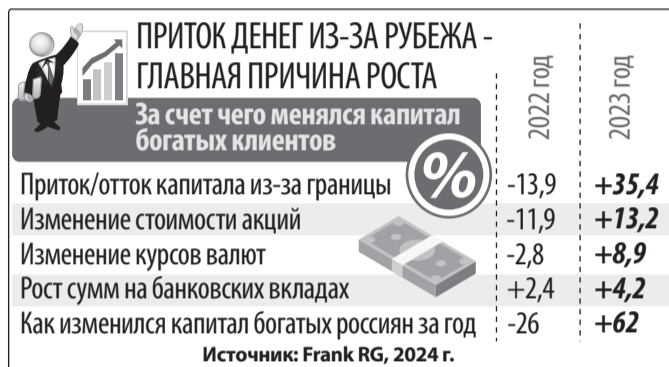 ПРИТОК ДЕНЕГ ИЗ-ЗА РУБЕЖА -
ГЛАВНАЯ ПРИЧИНА РОСТА
За счет чего менялся капитал
богатых клиентов
2022 год
2023 год
%
Приток/отток капитала из-за границы -13,9 +35,4
Изменение стоимости акций -11,9 +13,2
Изменение курсов валют -2,8 +8,9
Рост сумм на банковских вкладах +2,4 +4,2
Как изменился капитал богатых россиян за год -26 +62
Источник: Frank RG, 2024 г.